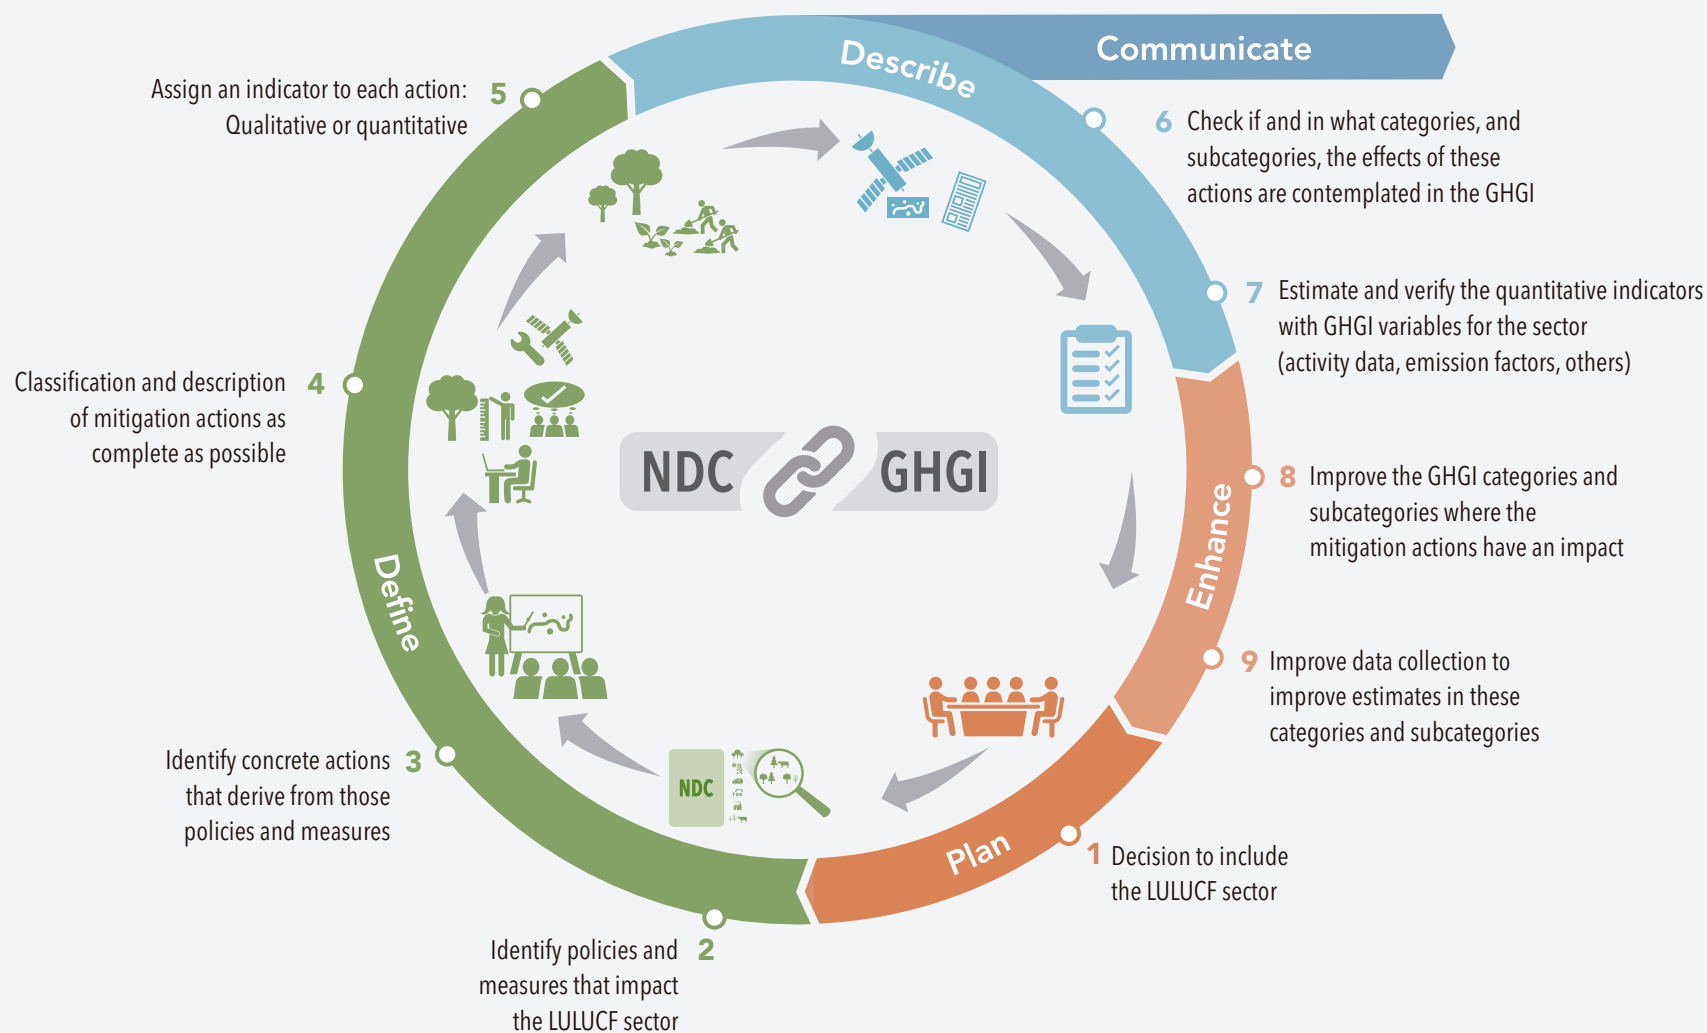 Communicate
Describe
Assign an indicator to each action:
Qualitative or quantitative
5
6
Check if and in what categories, and
subcategories, the effects of these
actions are contemplated in the GHGI
7
Estimate and verify the quantitative indicators
with GHGI variables for the sector
(activity data, emission factors, others)
Classification and description
of mitigation actions as
complete as possible
4
NDC
GHGI
8
Improve the GHGI categories and
subcategories where the
mitigation actions have an impact
Enhance
Define
9
Improve data collection to
improve estimates in these
categories and subcategories
Identify concrete actions
that derive from those
policies and measures
3
NDC
Plan
1
Decision to include
the LULUCF sector
Identify policies and
measures that impact
the LULUCF sector
2